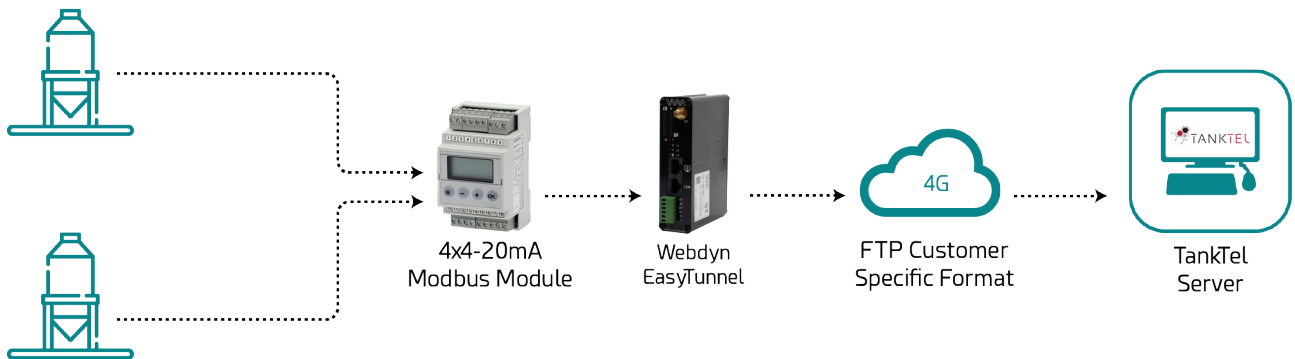 4x4-20mA
Modbus Module
Webdyn
EasyTunnel
4G
FTP Customer
Specific Format
TANKTEL
TankTel
Server